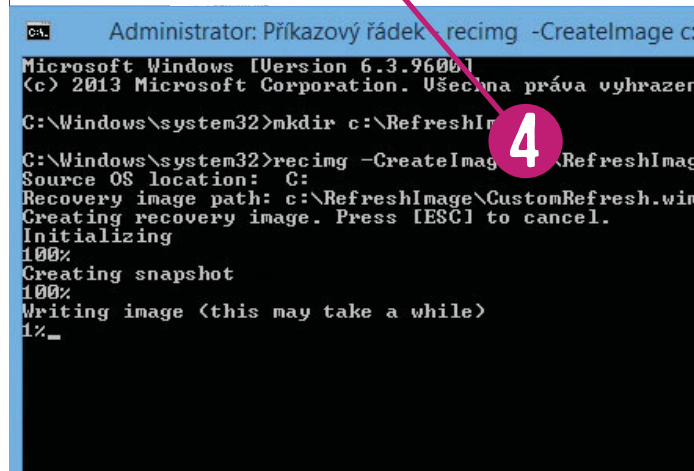 Administrator: Příkazový řádek - recimg -CreateImage c:
Microsoft Windows [Version 6.3.9600]
(c) 2013 Microsoft Corporation. Všechna práva vyhrazen
C:\Windows\system32>mkdir c:\RefreshIm
4
C:\Windows\system32>recimg -CreateImag \RefreshImag
Source OS location: C:
Recovery image path: c:\RefreshImage\CustomRefresh.wim
Creating recovery image. Press [ESC] to cancel.
Initializing
100%
Creating snapshot
100%
Writing image (this may take a while)
1%_